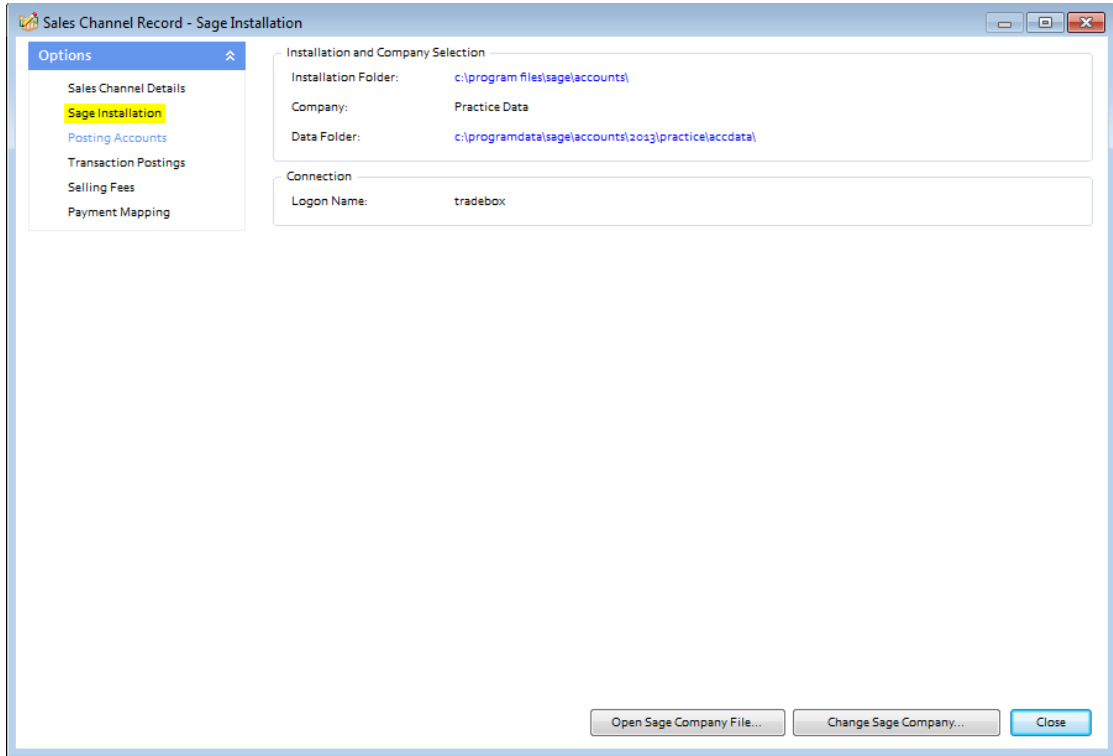 Sales Channel Record - Sage Installation
Options
Sales Channel Details
Sage Installation
Posting Accounts
Transaction Postings
Selling Fees
Payment Mapping
Installation and Company Selection
Installation Folder: c:\program files\sage\accounts\
Company: Practice Data
Data Folder: c:\programdata\sage\accounts\2013\practice\accdata\
Connection
Logon Name: tradebox
Open Sage Company File... Change Sage Company... Close